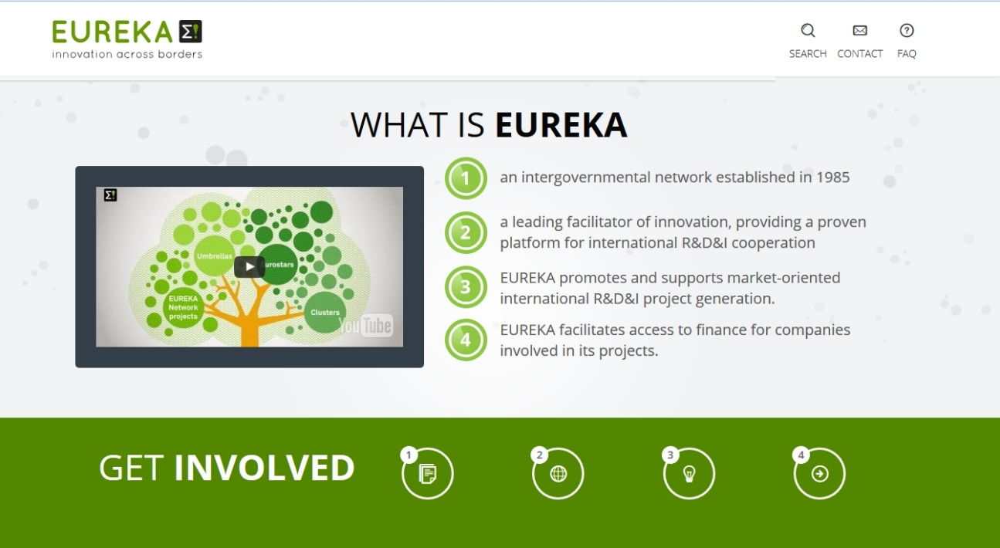 EUREKA Σ!
innovation across borders
SEARCH CONTACT FAQ
WHAT IS EUREKA
Σ!
Umbrellas
urostars
EUREKA
Network
projects
Clusters
YouTube
1 an intergovernmental network established in 1985
2 a leading facilitator of innovation, providing a proven
platform for international R&D&I cooperation
3 EUREKA promotes and supports market-oriented
international R&D&I project generation.
4 EUREKA facilitates access to finance for companies
involved in its projects.
GET INVOLVED
1 2 3 4